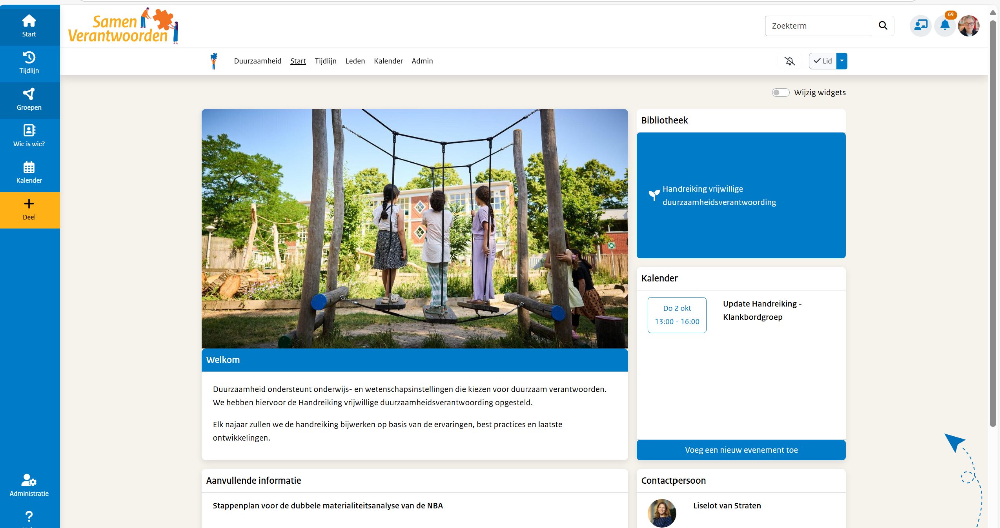 Start
Tijdlijn
Groepen
Wie is wie?
Kalender
Deel
Administratie
Samen
Verantwoorden
Zoekterm
69
Duurzaamheid Start Tijdlijn Leden Kalender Admin
Lid
Wijzig widgets
Welkom
Duurzaamheid ondersteunt onderwijs- en wetenschapsinstellingen die kiezen voor duurzaam verantwoorden.
We hebben hiervoor de Handreiking vrijwillige duurzaamheidsverantwoording opgesteld.
Elk najaar zullen we de handreiking bijwerken op basis van de ervaringen, best practices en laatste
ontwikkelingen.
Aanvullende informatie
Stappenplan voor de dubbele materialiteitsanalyse van de NBA
Bibliotheek
Handreiking vrijwillige
duurzaamheidsverantwoording
Kalender
Do 2 okt
13:00 - 16:00
Update Handreiking -
Klankbordgroep
Voeg een nieuw evenement toe
Contactpersoon
Liselot van Straten